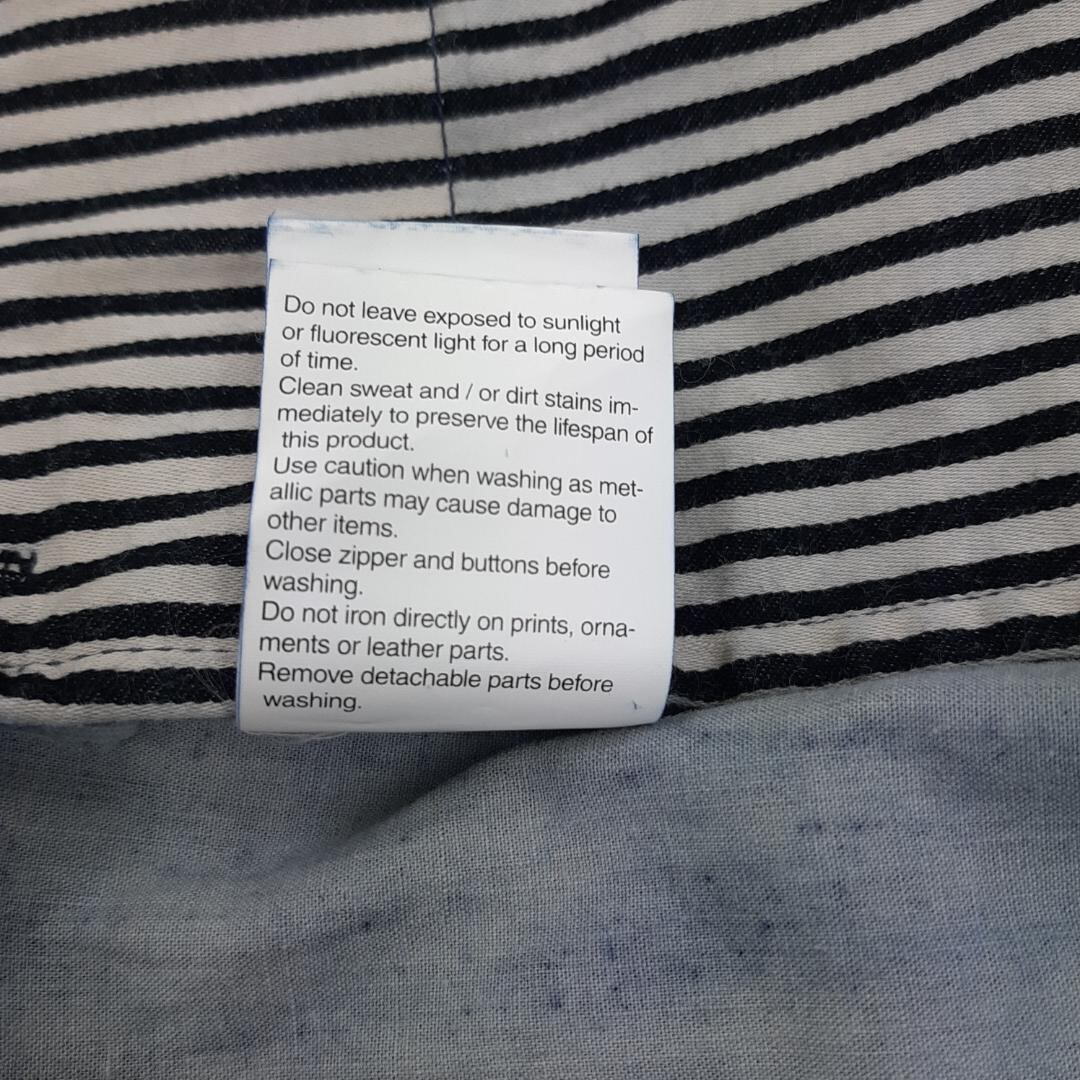 Do not leave exposed to sunlight
or fluorescent light for a long period
of time.
Clean sweat and / or dirt stains im-
mediately to preserve the lifespan of
this product.
Use caution when washing as met-
allic parts may cause damage to
other items.
Close zipper and buttons before
washing.
Do not iron directly on prints, orna-
ments or leather parts.
Remove detachable parts before
washing.